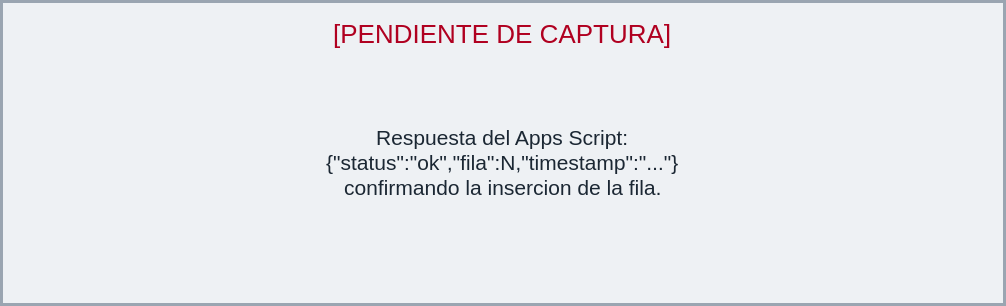 [PENDIENTE DE CAPTURA]
Respuesta del Apps Script:
{"status":"ok","fila":N,"timestamp":"..."}
confirmando la insercion de la fila.